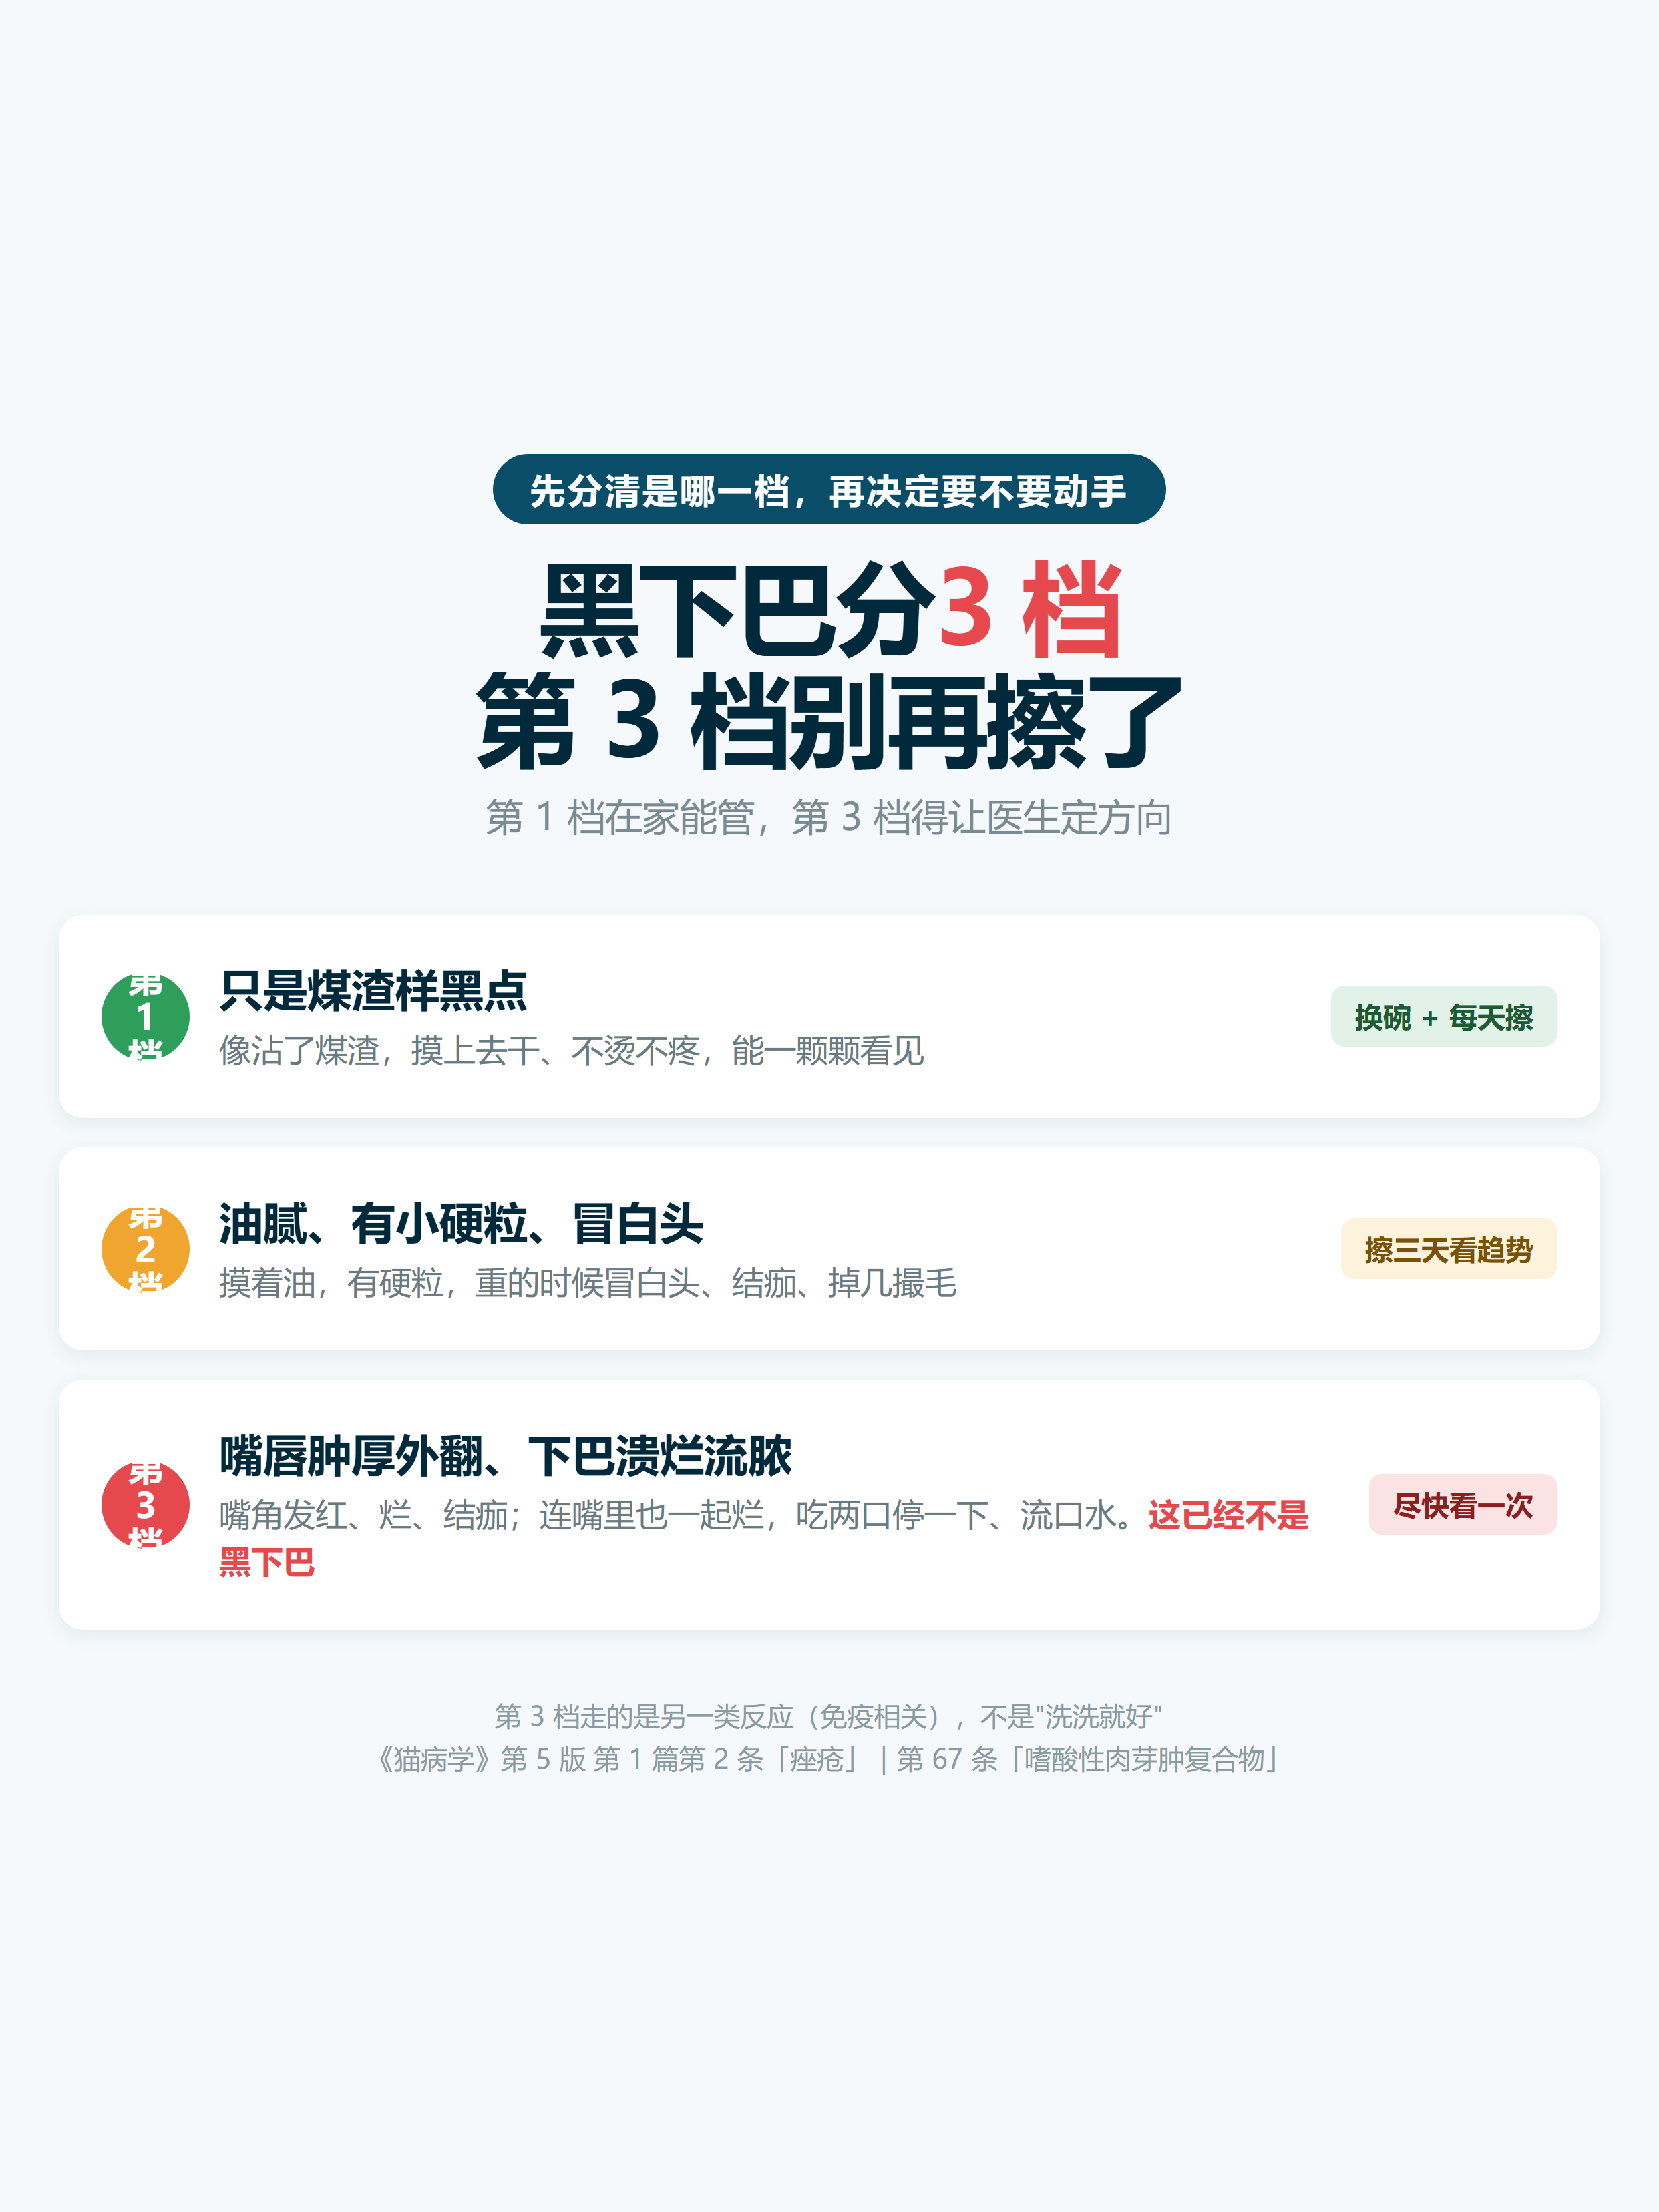 先分清是哪一档，再决定要不要动手
黑下巴分3 档
第 3 档别再擦了
第 1 档在家能管，第 3 档得让医生定方向
第
1
档
只是煤渣样黑点
像沾了煤渣，摸上去干、不烫不疼，能一颗颗看见
换碗 + 每天擦
第
2
档
油腻、有小硬粒、冒白头
摸着油，有硬粒，重的时候冒白头、结痂、掉几撮毛
擦三天看趋势
第
3
档
嘴唇肿厚外翻、下巴溃烂流脓
嘴角发红、烂、结痂；连嘴里也一起烂，吃两口停一下、流口水。这已经不是
黑下巴
尽快看一次
第 3 档走的是另一类反应（免疫相关），不是"洗洗就好"
《猫病学》第 5 版 第 1 篇第 2 条「痤疮」 | 第 67 条「嗜酸性肉芽肿复合物」